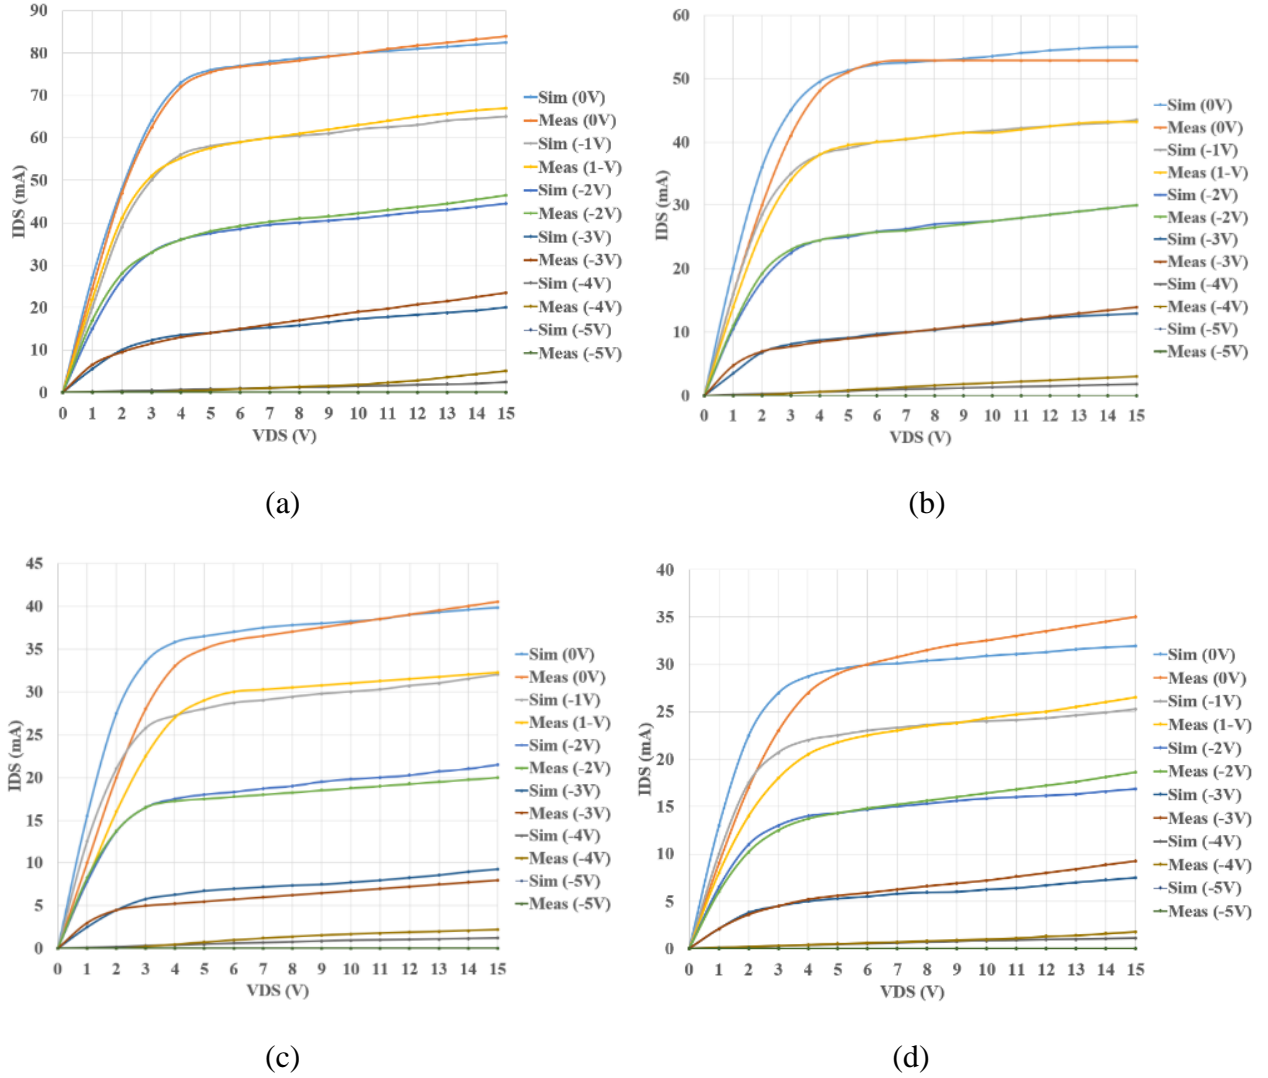 90
80
70
60
50
40
30
20
10
0
IDS (mA)
0 1 2 3 4 5 6 7 8 9 10 11 12 13 14 15
VDS (V)
Sim (0V)
Meas (0V)
Sim (-1V)
Meas (1-V)
Sim (-2V)
Meas (-2V)
Sim (-3V)
Meas (-3V)
Sim (-4V)
Meas (-4V)
Sim (-5V)
Meas (-5V)
(a)
60
50
40
30
20
10
0
IDS (mA)
0 1 2 3 4 5 6 7 8 9 10 11 12 13 14 15
VDS (V)
Sim (0V)
Meas (0V)
Sim (-1V)
Meas (1-V)
Sim (-2V)
Meas (-2V)
Sim (-3V)
Meas (-3V)
Sim (-4V)
Meas (-4V)
Sim (-5V)
Meas (-5V)
(b)
45
40
35
30
25
20
15
10
5
0
IDS (mA)
0 1 2 3 4 5 6 7 8 9 10 11 12 13 14 15
VDS (V)
Sim (0V)
Meas (0V)
Sim (-1V)
Meas (1-V)
Sim (-2V)
Meas (-2V)
Sim (-3V)
Meas (-3V)
Sim (-4V)
Meas (-4V)
Sim (-5V)
Meas (-5V)
(c)
40
35
30
25
20
15
10
5
0
IDS (mA)
0 1 2 3 4 5 6 7 8 9 10 11 12 13 14 15
VDS (V)
Sim (0V)
Meas (0V)
Sim (-1V)
Meas (1-V)
Sim (-2V)
Meas (-2V)
Sim (-3V)
Meas (-3V)
Sim (-4V)
Meas (-4V)
Sim (-5V)
Meas (-5V)
(d)